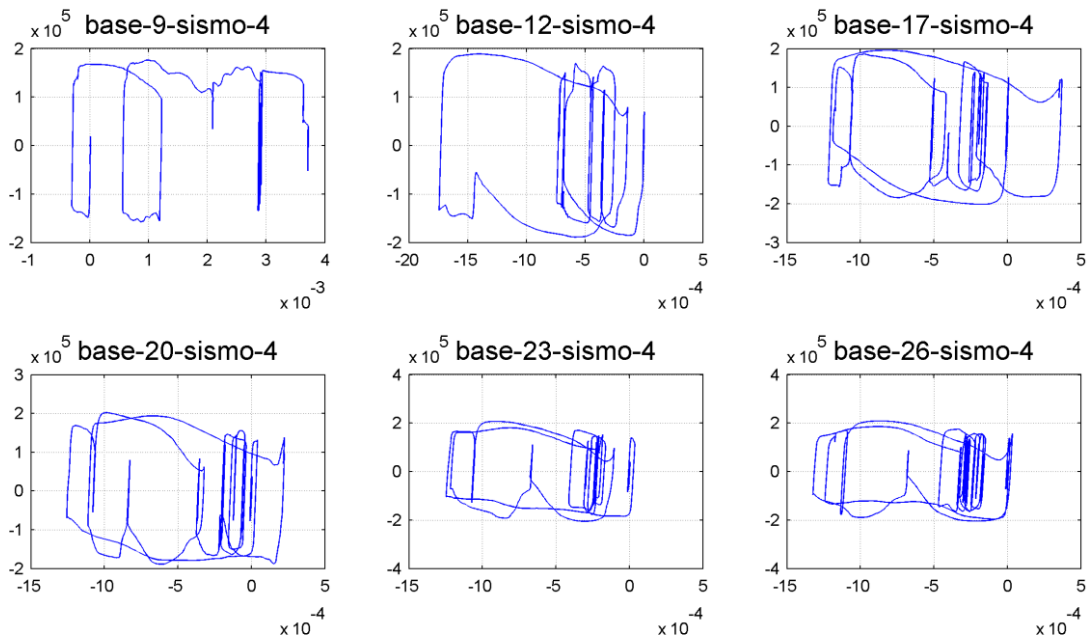 x 10^5 base-9-sismo-4
2
1
0
-1
-2
-1 0 1 2 3 4
x 10^-3
x 10^5 base-12-sismo-4
2
1
0
-1
-2
-20 -15 -10 -5 0 5
x 10^-4
x 10^5 base-17-sismo-4
2
1
0
-1
-2
-3
-15 -10 -5 0 5
x 10^-4
x 10^5 base-20-sismo-4
3
2
1
0
-1
-2
-15 -10 -5 0 5
x 10^-4
x 10^5 base-23-sismo-4
4
2
0
-2
-4
-15 -10 -5 0 5
x 10^-4
x 10^5 base-26-sismo-4
4
2
0
-2
-4
-15 -10 -5 0 5
x 10^-4